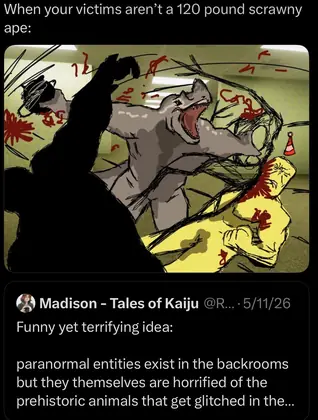 When your victims aren't a 120 pound scrawny
ape:
Madison - Tales of Kaiju @R... · 5/11/26
Funny yet terrifying idea:
paranormal entities exist in the backrooms
but they themselves are horrified of the
prehistoric animals that get glitched in the...